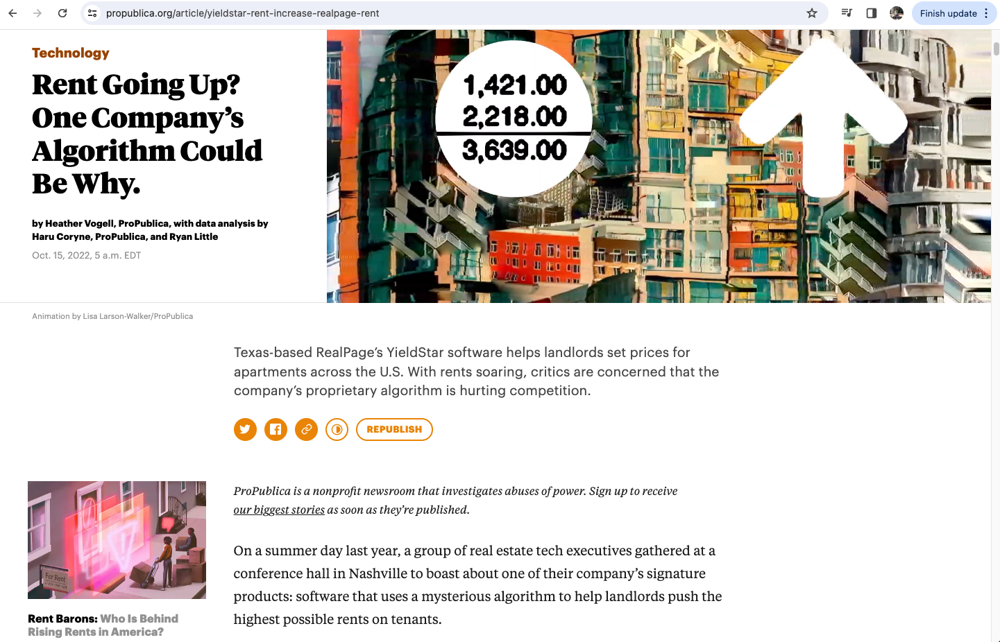 propublica.org/article/yieldstar-rent-increase-realpage-rent
Finish update
Technology
Rent Going Up?
One Company's
Algorithm Could
Be Why.
by Heather Vogell, ProPublica, with data analysis by
Haru Coryne, ProPublica, and Ryan Little
Oct. 15, 2022, 5 a.m. EDT
1,421.00
2,218.00
3,639.00
Animation by Lisa Larson-Walker/ProPublica
Texas-based RealPage's YieldStar software helps landlords set prices for
apartments across the U.S. With rents soaring, critics are concerned that the
company's proprietary algorithm is hurting competition.
REPUBLISH
ProPublica is a nonprofit newsroom that investigates abuses of power. Sign up to receive
our biggest stories as soon as they're published.
On a summer day last year, a group of real estate tech executives gathered at a
conference hall in Nashville to boast about one of their company's signature
products: software that uses a mysterious algorithm to help landlords push the
highest possible rents on tenants.
For Rent
Rent Barons: Who Is Behind
Rising Rents in America?